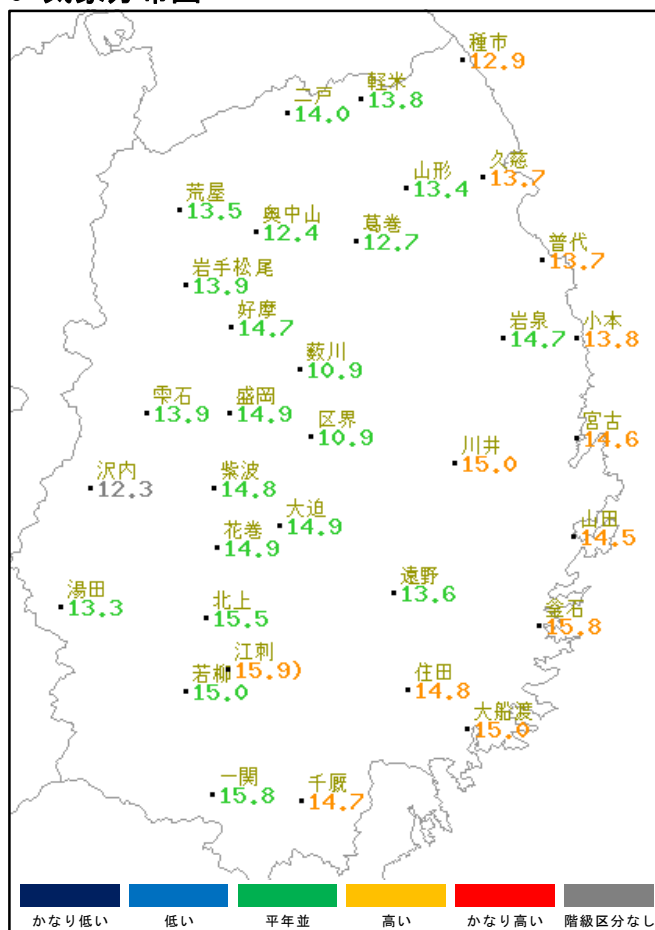 種市
12.9
軽米
13.8
二戸
14.0
久慈
13.7
山形
13.4
荒屋
13.5
奥中山
12.4
葛巻
12.7
普代
13.7
岩手松尾
13.9
好摩
14.7
岩泉
14.7
小本
13.8
薮川
10.9
雫石
13.9
盛岡
14.9
区界
10.9
宮古
14.6
川井
15.0
沢内
12.3
紫波
14.8
大迫
14.9
山田
14.5
花巻
14.9
湯田
13.3
遠野
13.6
北上
15.5
釜石
15.8
江刺
15.9)
若柳
15.0
住田
14.8
大船渡
15.0
一関
15.8
千厩
14.7
かなり低い 低い 平年並 高い かなり高い 階級区分なし